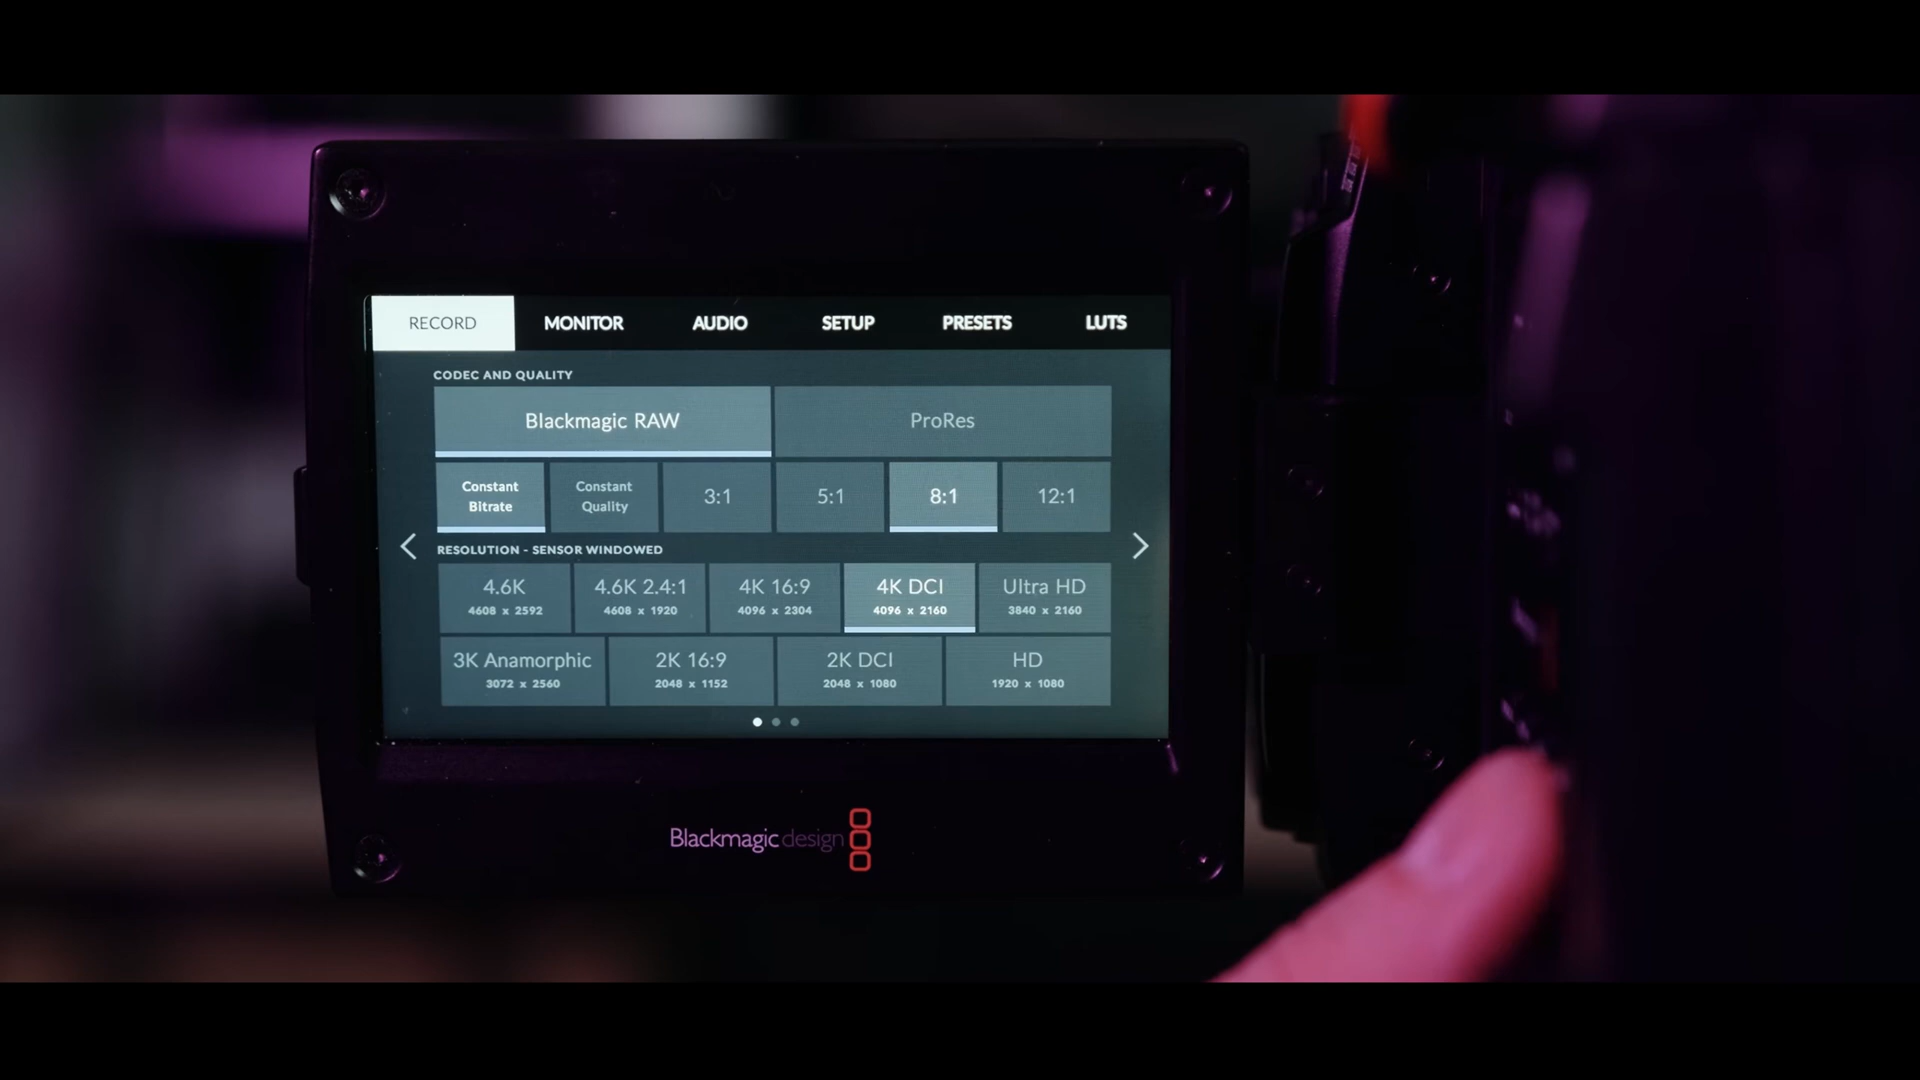 RECORD MONITOR AUDIO SETUP PRESETS LUTS
CODEC AND QUALITY
Blackmagic RAW ProRes
Constant Bitrate Constant Quality 3:1 5:1 8:1 12:1
RESOLUTION - SENSOR WINDOWED
4.6K 4.6K 2.4:1 4K 16:9 4K DCI Ultra HD
4608 x 2592 4608 x 1920 4096 x 2304 4096 x 2160 3840 x 2160
3K Anamorphic 2K 16:9 2K DCI HD
3072 x 2560 2048 x 1152 2048 x 1080 1920 x 1080
Blackmagicdesign